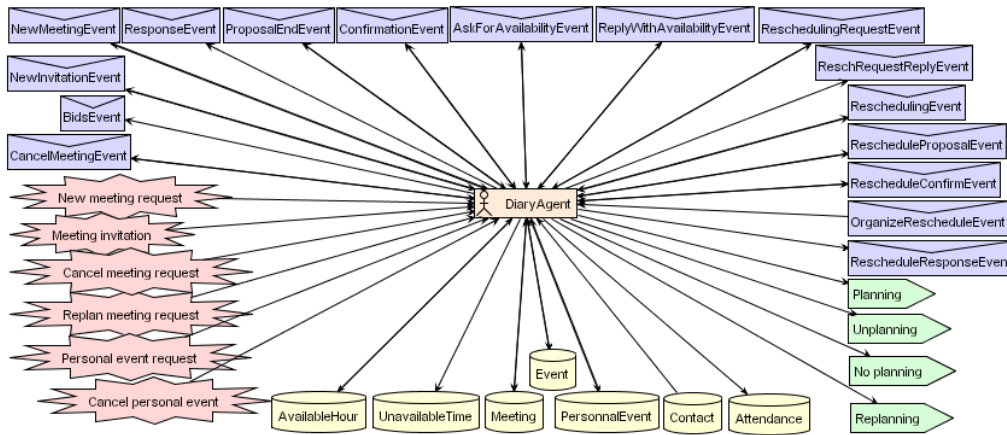 NewMeetingEvent
ResponseEvent
ProposalEndEvent
ConfirmationEvent
AskForAvailabilityEvent
ReplyWithAvailabilityEvent
ReschedulingRequestEvent
NewInvitationEvent
ReschRequestReplyEvent
BidsEvent
ReschedulingEvent
CancelMeetingEvent
RescheduleProposalEvent
RescheduleConfirmEvent
New meeting request
DiaryAgent
OrganizeRescheduleEvent
Meeting invitation
RescheduleResponseEvent
Cancel meeting request
Planning
Replan meeting request
Unplanning
Personal event request
Event
No planning
Cancel personal event
AvailableHour
UnavailableTime
Meeting
PersonnalEvent
Contact
Attendance
Replanning